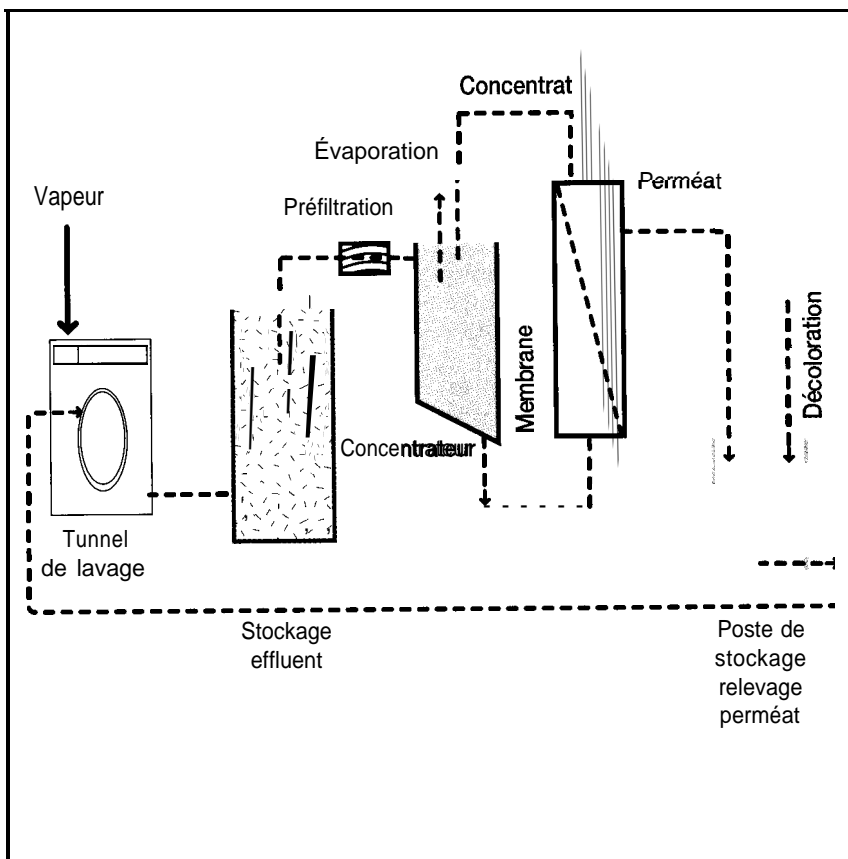 Concentrat
Évaporation
Perméat
Vapeur
Préfiltration
Décoloration
Membrane
Concentrateur
Tunnel
de lavage
Stockage
effluent
Poste de
stockage
relevage
perméat